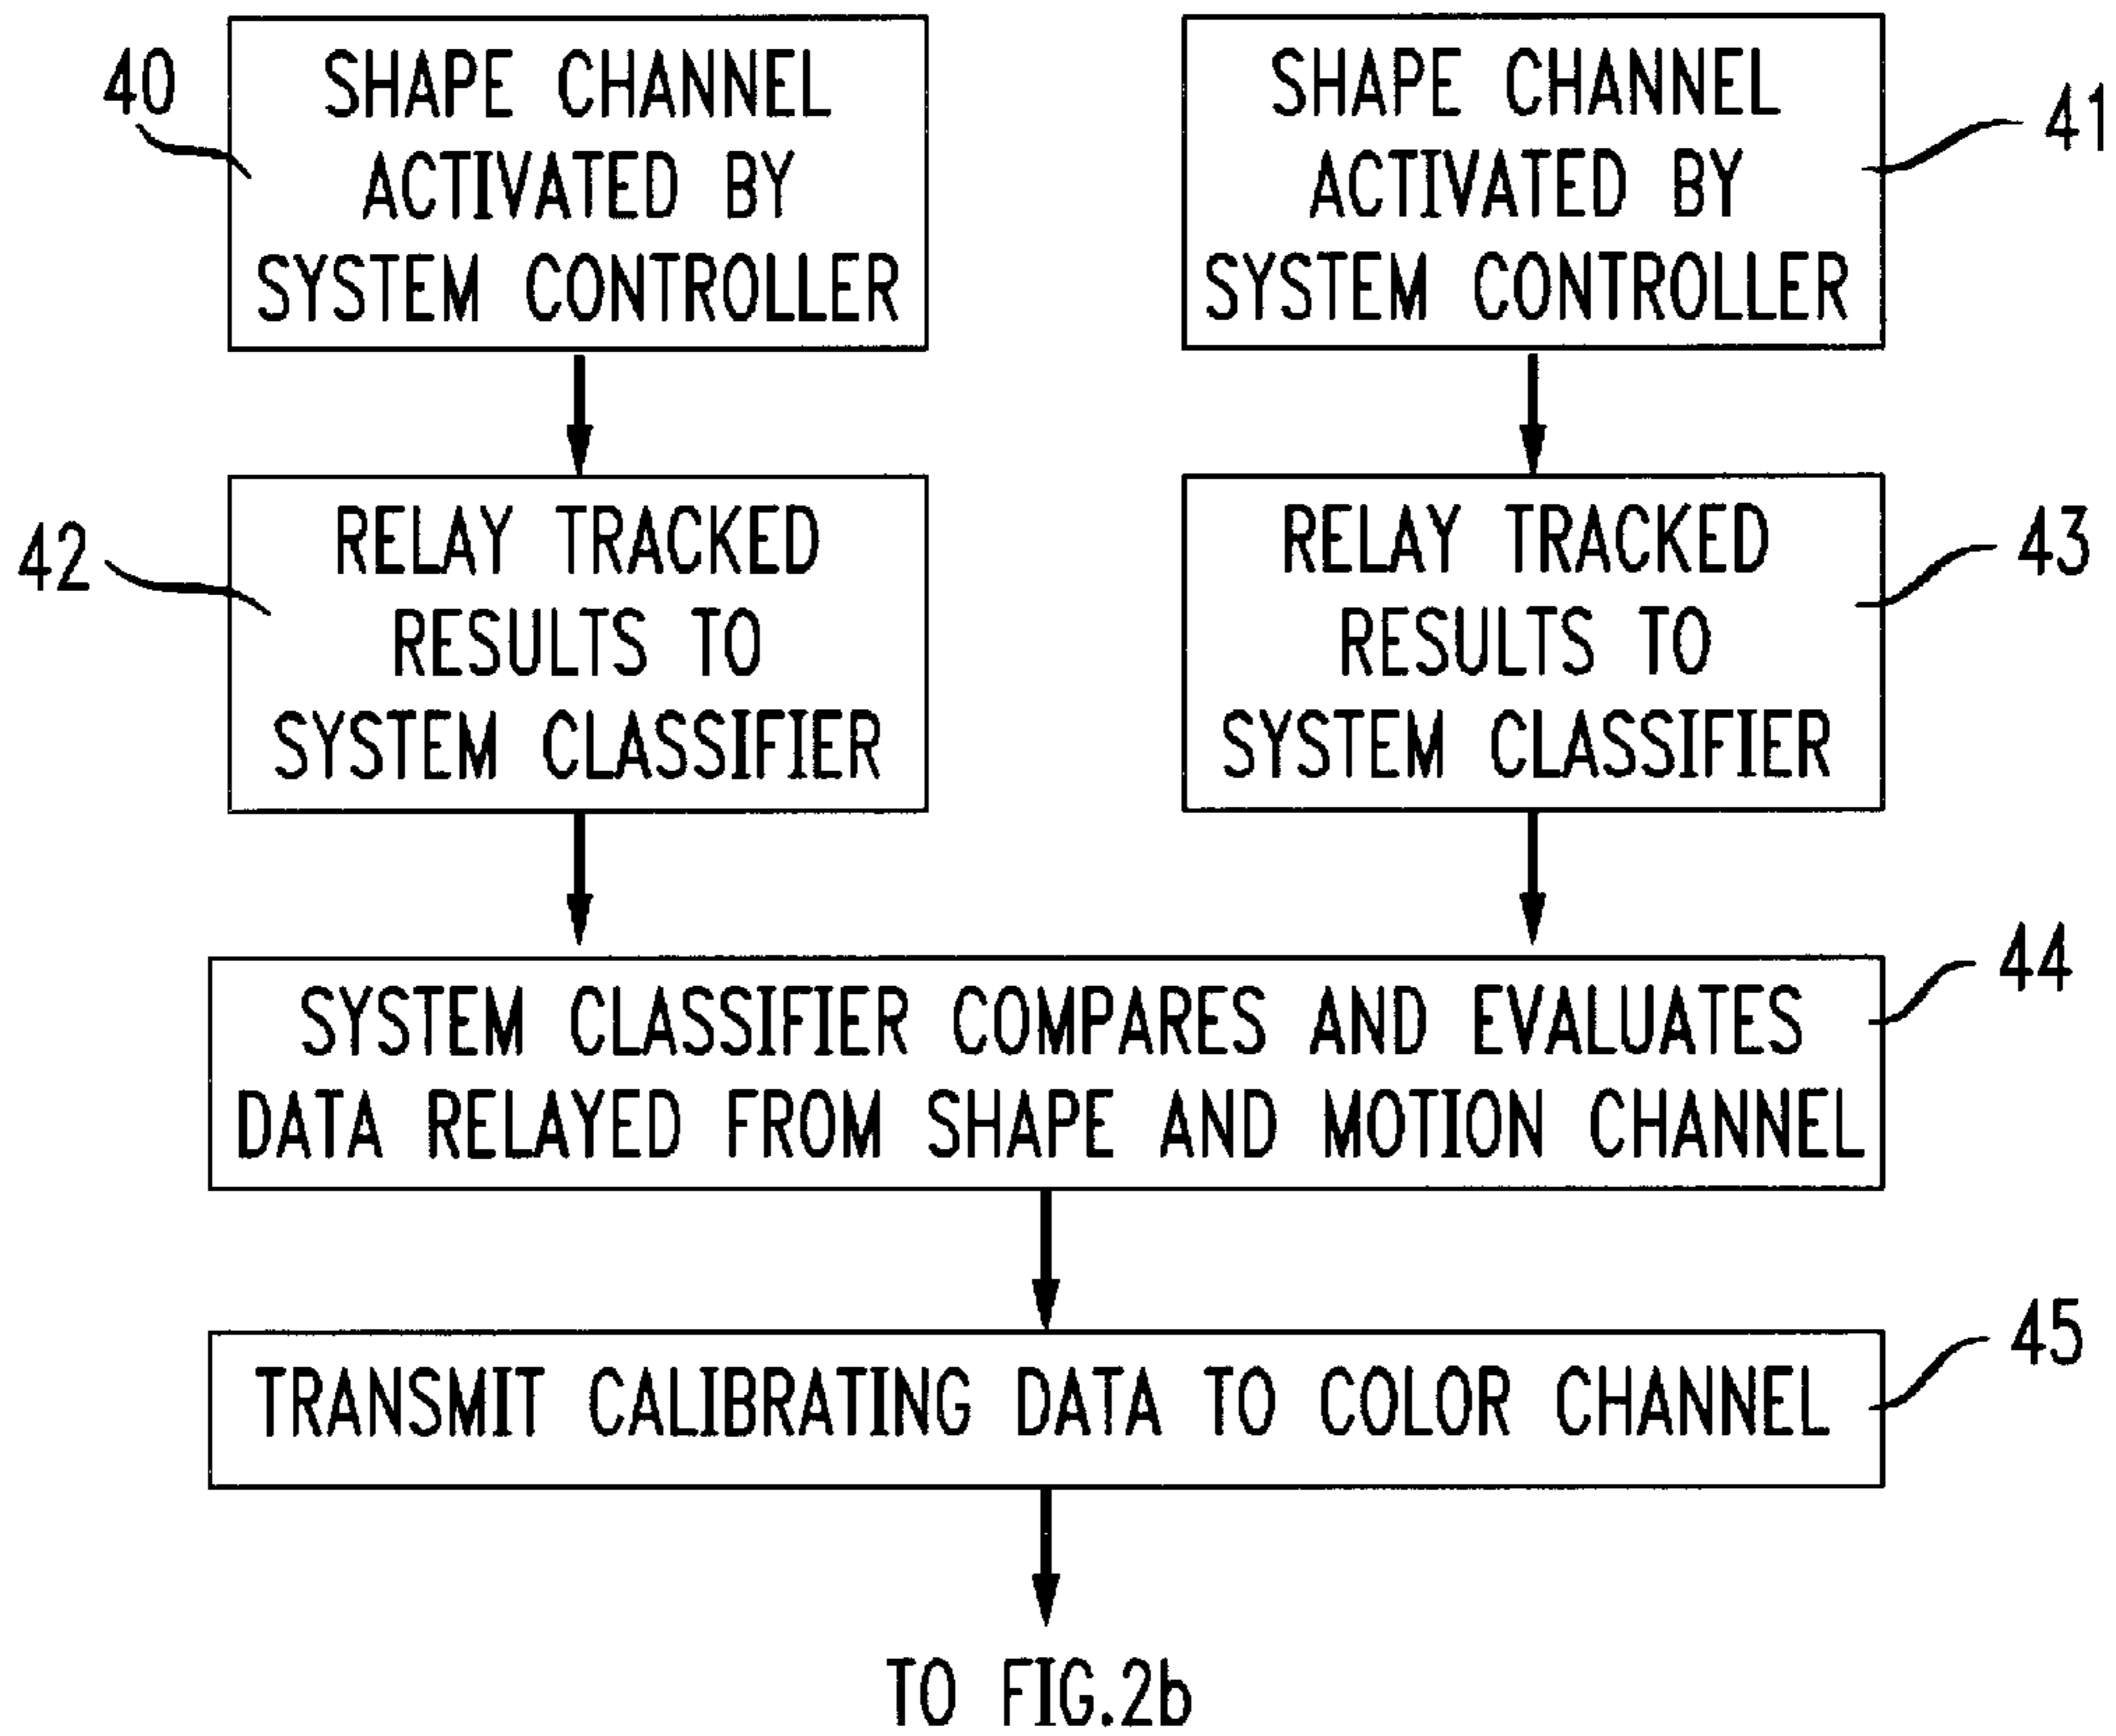 40
SHAPE CHANNEL
ACTIVATED BY
SYSTEM CONTROLLER
SHAPE CHANNEL
ACTIVATED BY
SYSTEM CONTROLLER
41
42
RELAY TRACKED
RESULTS TO
SYSTEM CLASSIFIER
RELAY TRACKED
RESULTS TO
SYSTEM CLASSIFIER
43
SYSTEM CLASSIFIER COMPARES AND EVALUATES
DATA RELAYED FROM SHAPE AND MOTION CHANNEL
44
TRANSMIT CALIBRATING DATA TO COLOR CHANNEL
45
TO FIG.2b